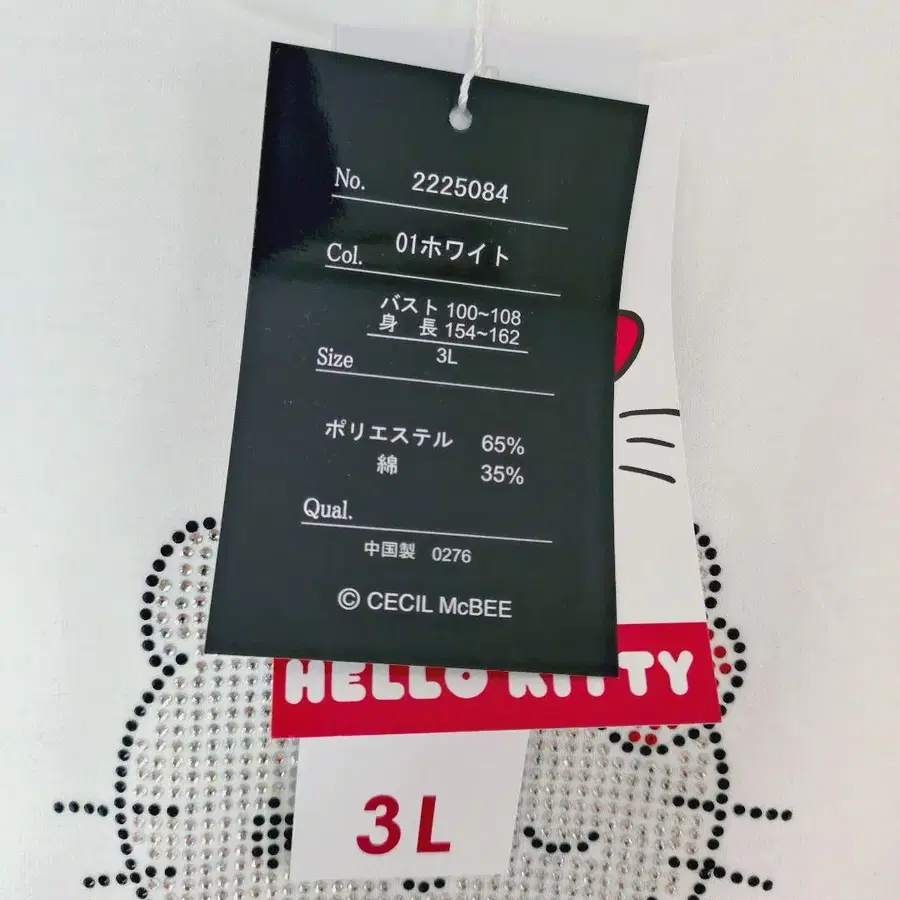 No. 2225084
Col. 01ホワイト
バスト 100~108
身 長 154~162
Size 3L
ポリエステル 65%
綿 35%
Qual.
中国製 0276
© CECIL McBEE
HELLO KITTY
3L